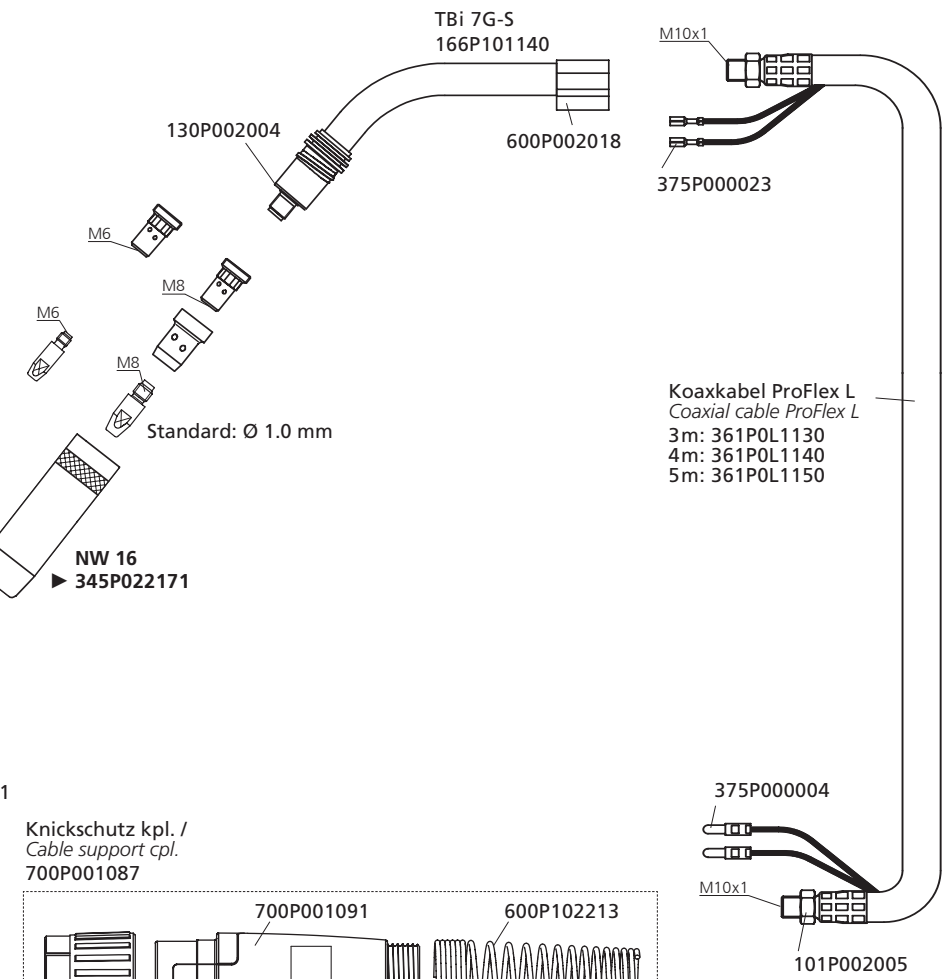 TBi 7G-S
166P101140
M10x1
130P002004
600P002018
375P000023
M6
M8
M6
M8
Standard: Ø 1.0 mm
Koaxkabel ProFlex L
Coaxial cable ProFlex L
3m: 361P0L1130
4m: 361P0L1140
5m: 361P0L1150
NW 16
► 345P022171
1
375P000004
Knickschutz kpl. /
Cable support cpl.
700P001087
M10x1
700P001091
600P102213
101P002005